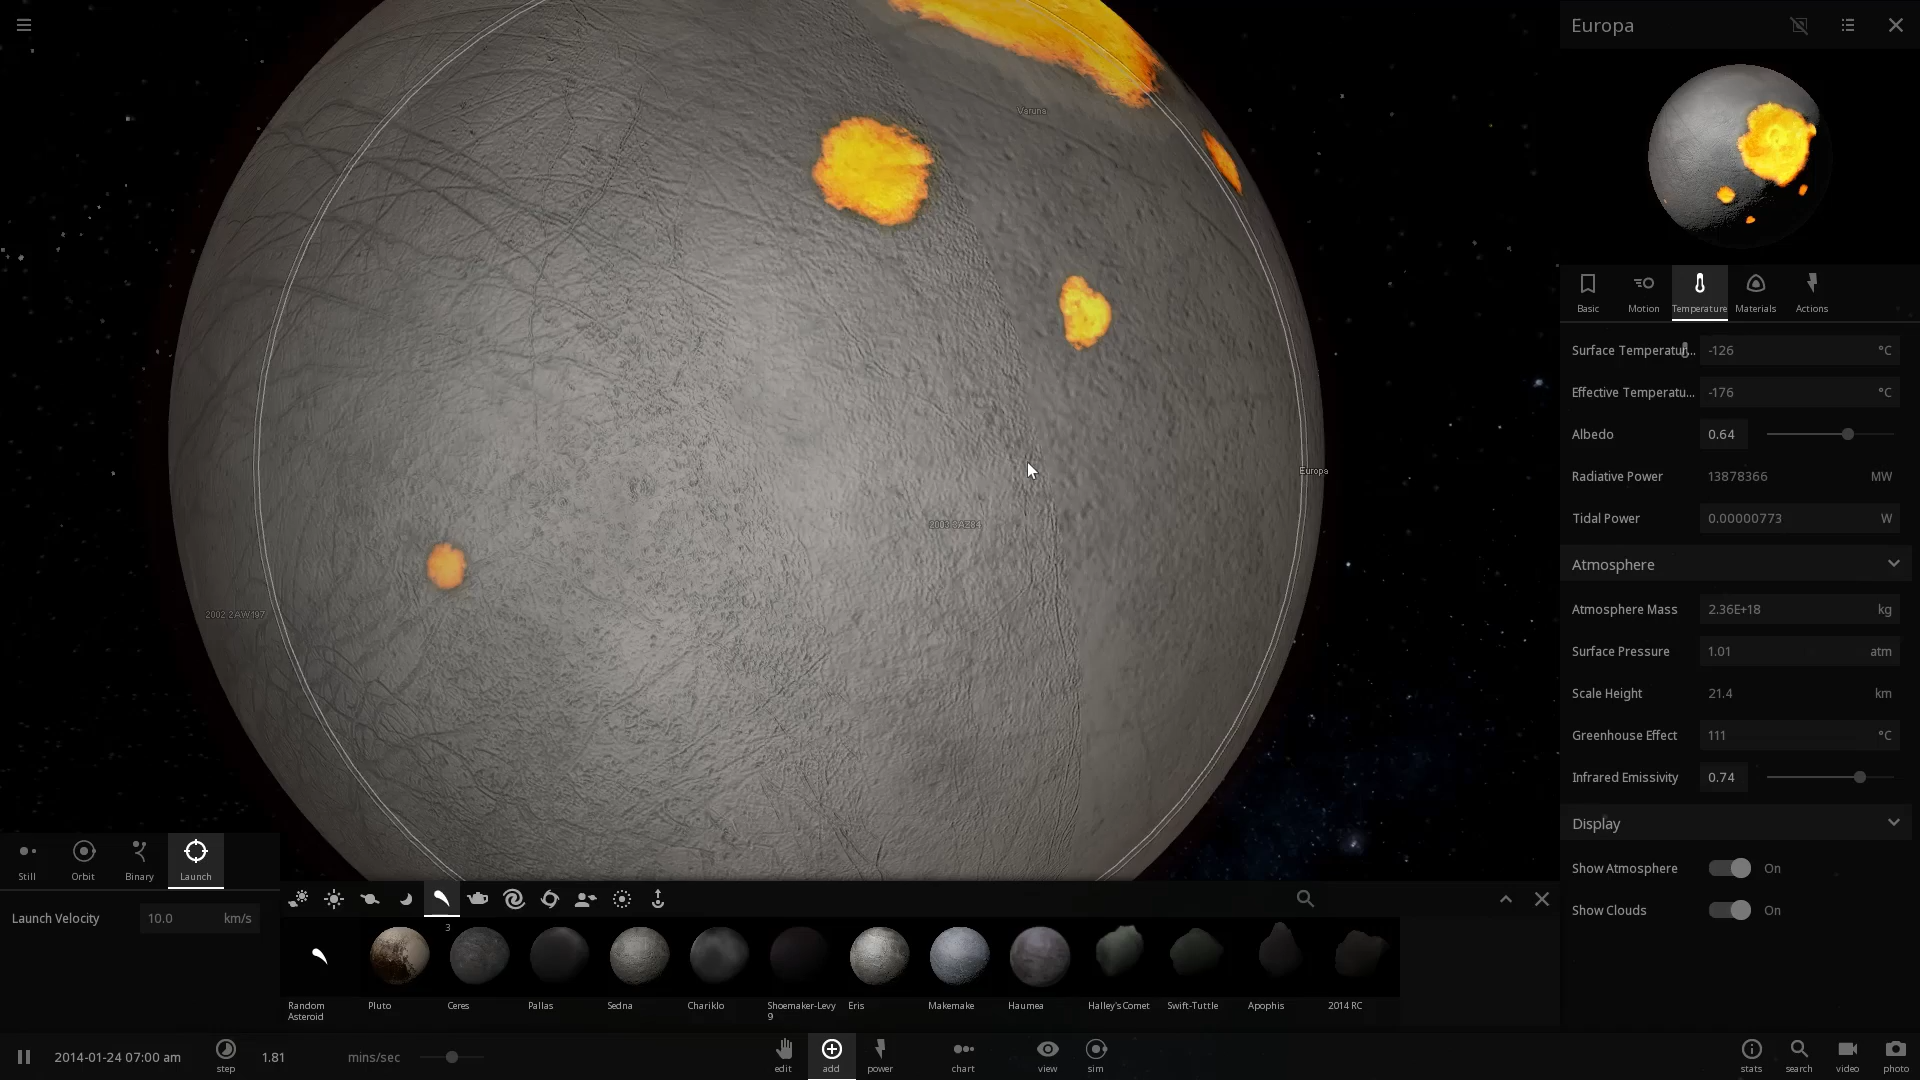 Europa
Varuna
Europa
2002 2AW197
Basic
Motion
Temperature
Materials
Actions
Surface Temperatur... -126 °C
Effective Temperatu... -176 °C
Albedo 0.64
Radiative Power 13878366 MW
Tidal Power 0.00000773 W
Atmosphere
Atmosphere Mass 2.36E+18 kg
Surface Pressure 1.01 atm
Scale Height 21.4 km
Greenhouse Effect 111 °C
Infrared Emissivity 0.74
Display
Show Atmosphere On
Show Clouds On
Still
Orbit
Binary
Launch
Launch Velocity 10.0 km/s
3
Random
Asteroid
Pluto
Ceres
Pallas
Sedna
Chariklo
Shoemaker-Levy
9
Eris
Makemake
Haumea
Halley's Comet
Swift-Tuttle
Apophis
2014 RC
2014-01-24 07:00 am
step
1.81 mins/sec
edit
add
power
chart
view
sim
stats
search
video
photo